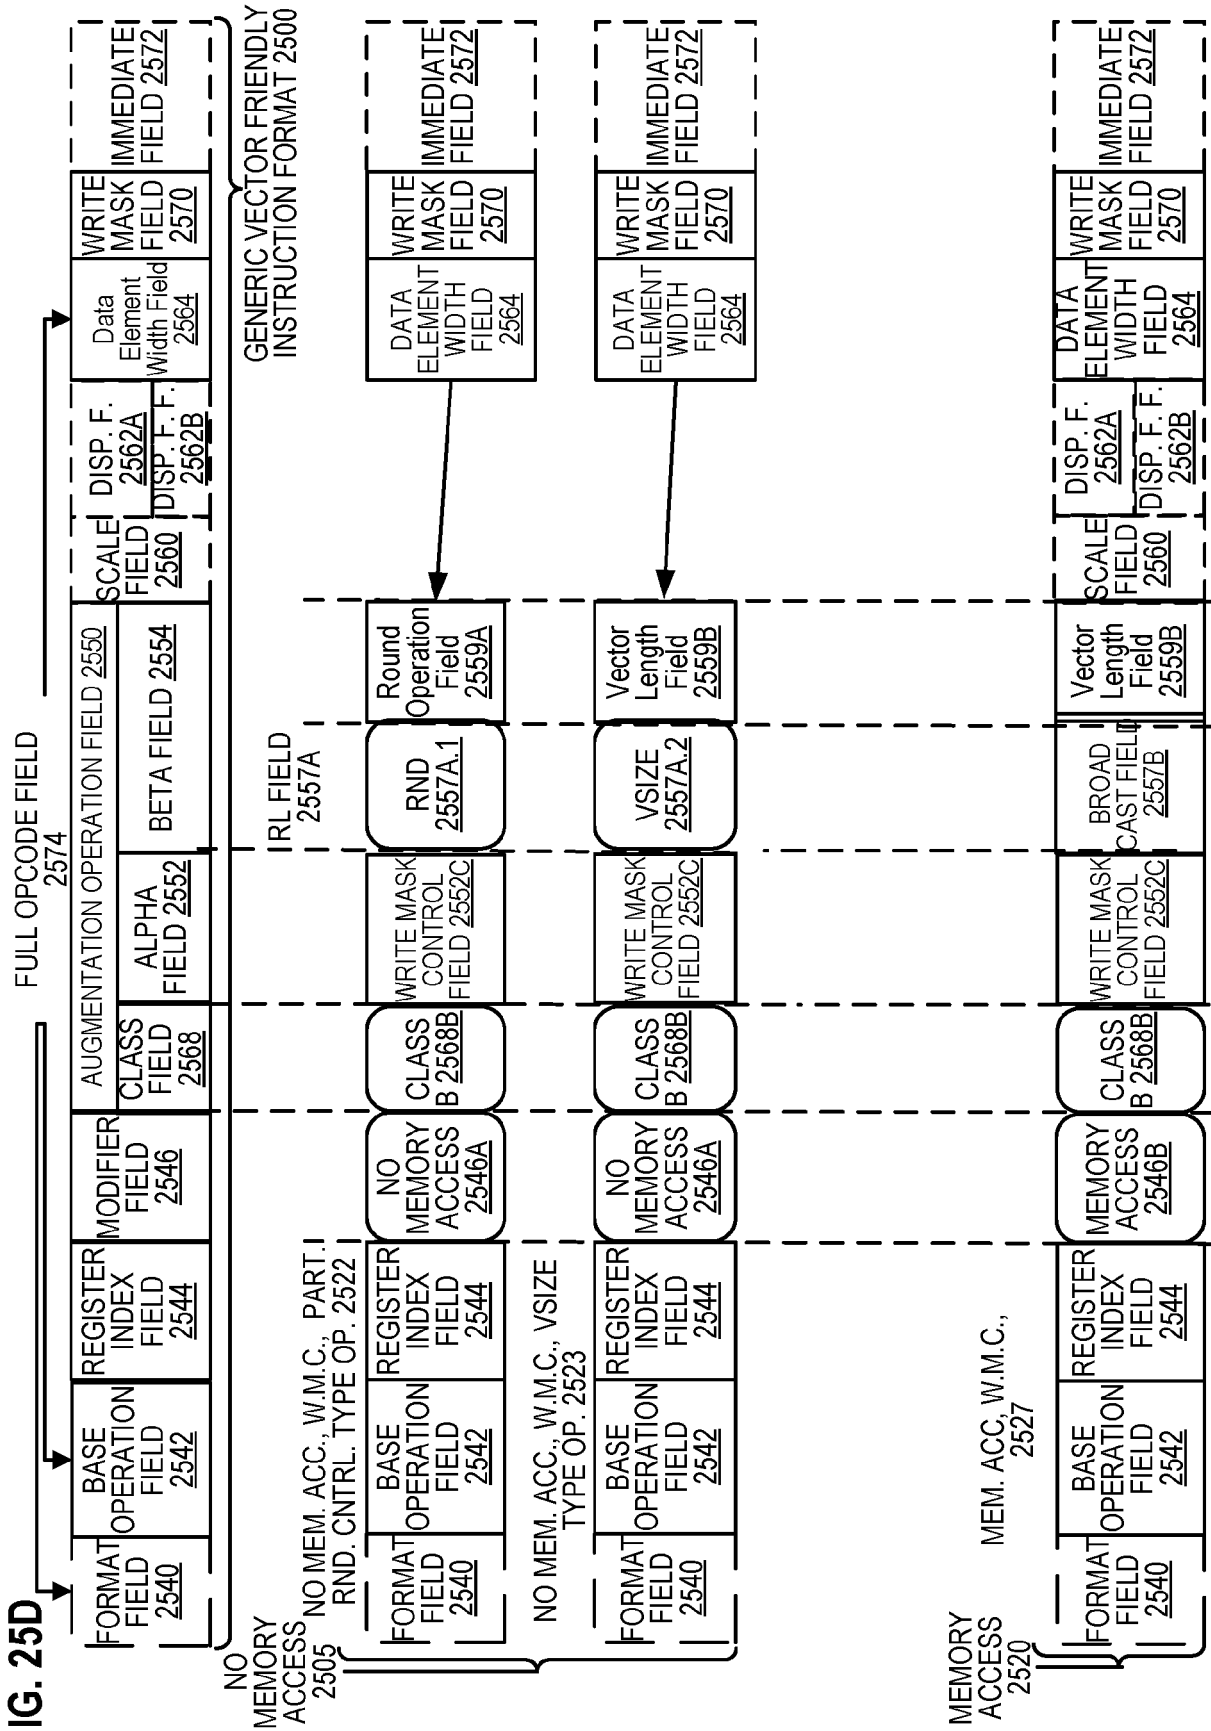 IG. 25D
FULL OPCODE FIELD
2574
FORMAT
FIELD
2540
BASE
OPERATION
FIELD
2542
REGISTER
INDEX
FIELD
2544
MODIFIER
FIELD
2546
AUGMENTATION OPERATION FIELD 2550
CLASS
FIELD
2568
ALPHA
FIELD 2552
BETA FIELD 2554
SCALE
FIELD
2560
DISP. F.
2562A
DISP. F. F.
2562B
Data
Element
Width Field
2564
WRITE
MASK
FIELD
2570
IMMEDIATE
FIELD 2572
GENERIC VECTOR FRIENDLY
INSTRUCTION FORMAT 2500
NO
MEMORY
ACCESS
2505
NO MEM. ACC., W.M.C., PART.
RND. CNTRL. TYPE OP. 2522
RL FIELD
2557A
FORMAT
FIELD
2540
BASE
OPERATION
FIELD
2542
REGISTER
INDEX
FIELD
2544
NO
MEMORY
ACCESS
2546A
CLASS
B 2568B
WRITE MASK
CONTROL
FIELD 2552C
RND
2557A.1
Round
Operation
Field
2559A
DATA
ELEMENT
WIDTH
FIELD
2564
WRITE
MASK
FIELD
2570
IMMEDIATE
FIELD 2572
NO MEM. ACC., W.M.C., VSIZE
TYPE OP. 2523
FORMAT
FIELD
2540
BASE
OPERATION
FIELD
2542
REGISTER
INDEX
FIELD
2544
NO
MEMORY
ACCESS
2546A
CLASS
B 2568B
WRITE MASK
CONTROL
FIELD 2552C
VSIZE
2557A.2
Vector
Length
Field
2559B
DATA
ELEMENT
WIDTH
FIELD
2564
WRITE
MASK
FIELD
2570
IMMEDIATE
FIELD 2572
MEMORY
ACCESS
2520
MEM. ACC, W.M.C.,
2527
FORMAT
FIELD
2540
BASE
OPERATION
FIELD
2542
REGISTER
INDEX
FIELD
2544
MEMORY
ACCESS
2546B
CLASS
B 2568B
WRITE MASK
CONTROL
FIELD 2552C
BROAD
CAST FIELD
2557B
Vector
Length
Field
2559B
SCALE
FIELD
2560
DISP. F.
2562A
DISP. F. F.
2562B
DATA
ELEMENT
WIDTH
FIELD
2564
WRITE
MASK
FIELD
2570
IMMEDIATE
FIELD 2572